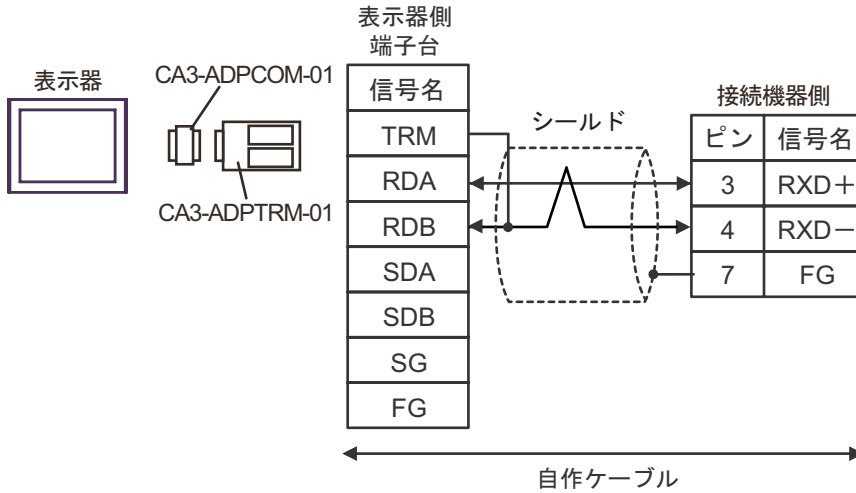 表示器側
端子台
表示器
CA3-ADPCOM-01
CA3-ADPTRM-01
信号名
TRM
RDA
RDB
SDA
SDB
SG
FG
シールド
接続機器側
ピン 信号名
3 RXD+
4 RXD−
7 FG
自作ケーブル